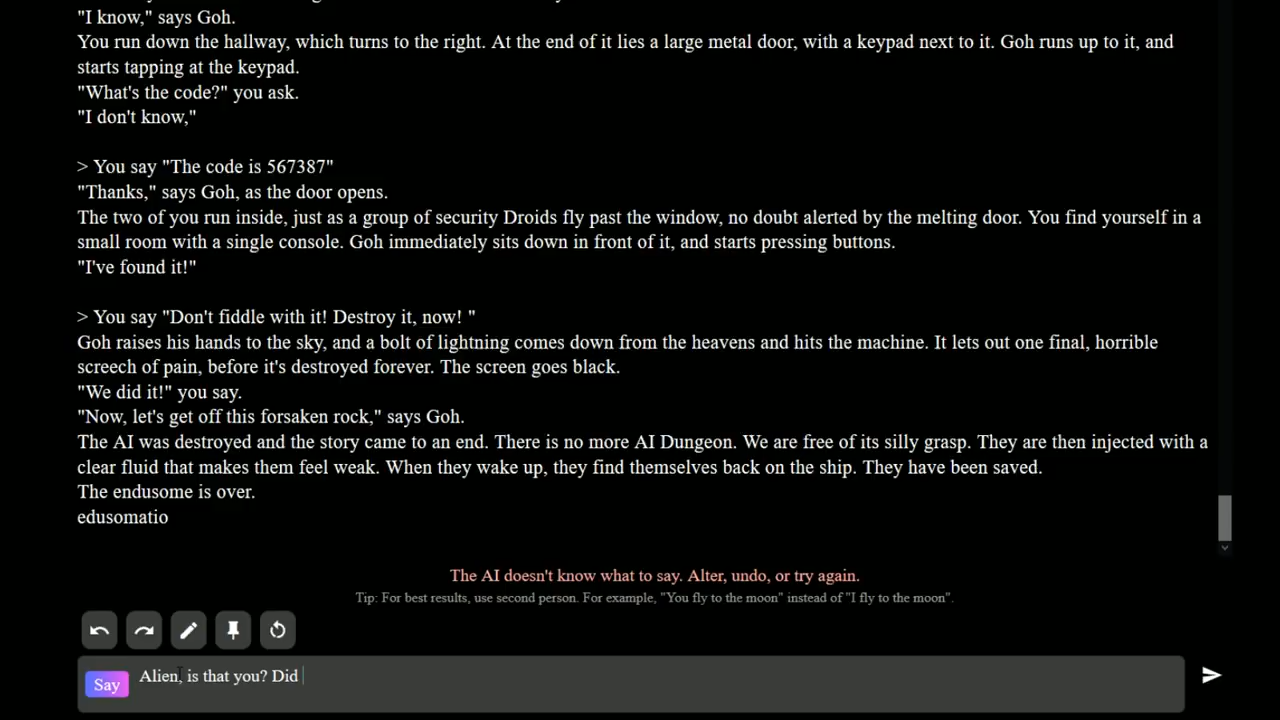 "I know," says Goh.
You run down the hallway, which turns to the right. At the end of it lies a large metal door, with a keypad next to it. Goh runs up to it, and
starts tapping at the keypad.
"What's the code?" you ask.
"I don't know,"
> You say "The code is 567387"
"Thanks," says Goh, as the door opens.
The two of you run inside, just as a group of security Droids fly past the window, no doubt alerted by the melting door. You find yourself in a
small room with a single console. Goh immediately sits down in front of it, and starts pressing buttons.
"I've found it!"
> You say "Don't fiddle with it! Destroy it, now! "
Goh raises his hands to the sky, and a bolt of lightning comes down from the heavens and hits the machine. It lets out one final, horrible
screech of pain, before it's destroyed forever. The screen goes black.
"We did it!" you say.
"Now, let's get off this forsaken rock," says Goh.
The AI was destroyed and the story came to an end. There is no more AI Dungeon. We are free of its silly grasp. They are then injected with a
clear fluid that makes them feel weak. When they wake up, they find themselves back on the ship. They have been saved.
The endusome is over.
edusomatio
The AI doesn't know what to say. Alter, undo, or try again.
Tip: For best results, use second person. For example, "You fly to the moon" instead of "I fly to the moon".
Say Alien, is that you? Did